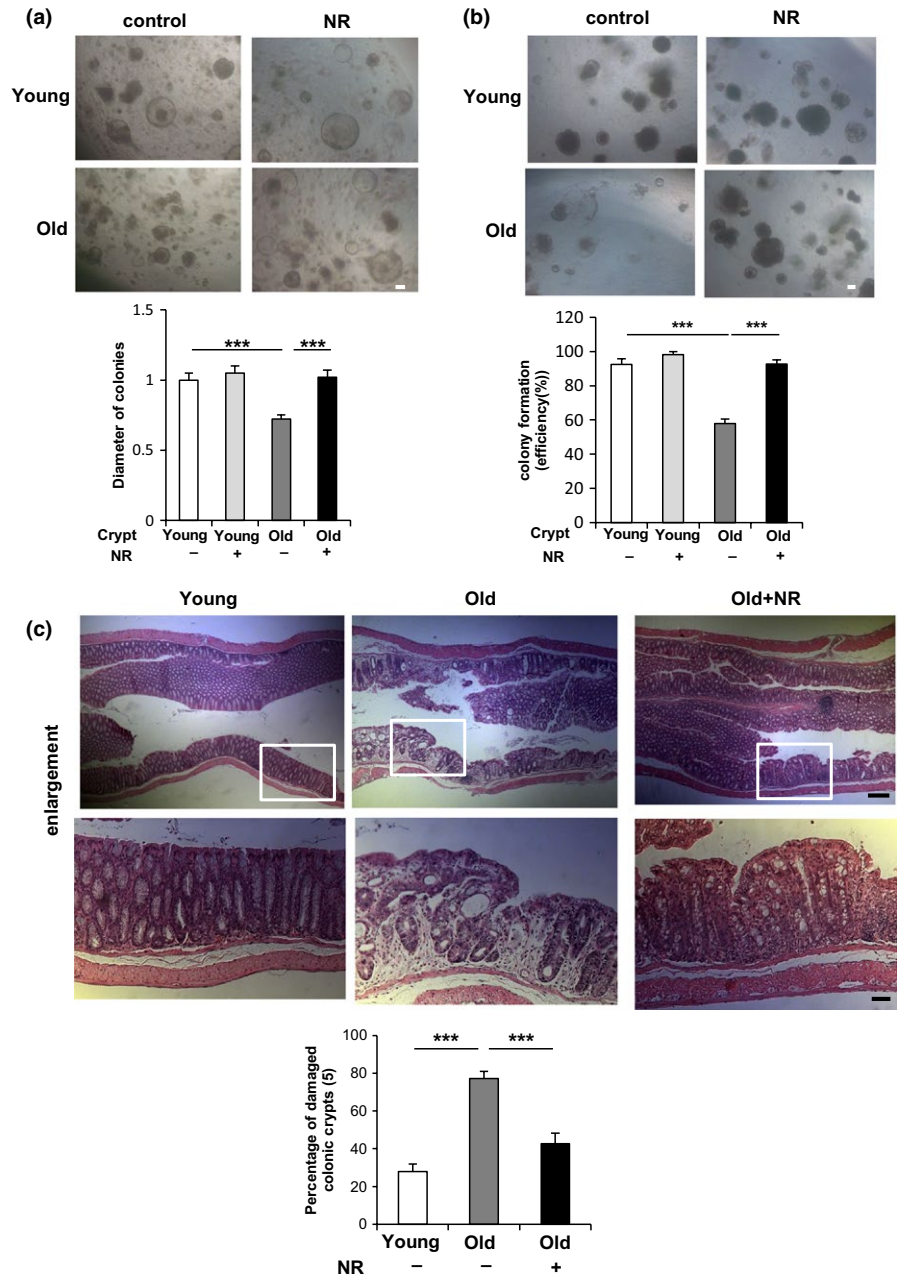 (a)
control NR
Young
Old
1.5
1
0.5
0
Diameter of colonies
*** ***
Crypt Young Young Old Old
NR – + – +
(b)
control NR
Young
Old
120
100
80
60
40
20
0
colony formation
(efficiency(%))
*** ***
Crypt Young Young Old Old
NR – + – +
(c)
Young Old Old+NR
enlargement
100
80
60
40
20
0
Percentage of damaged
colonic crypts (5)
*** ***
Young Old Old
NR – – +